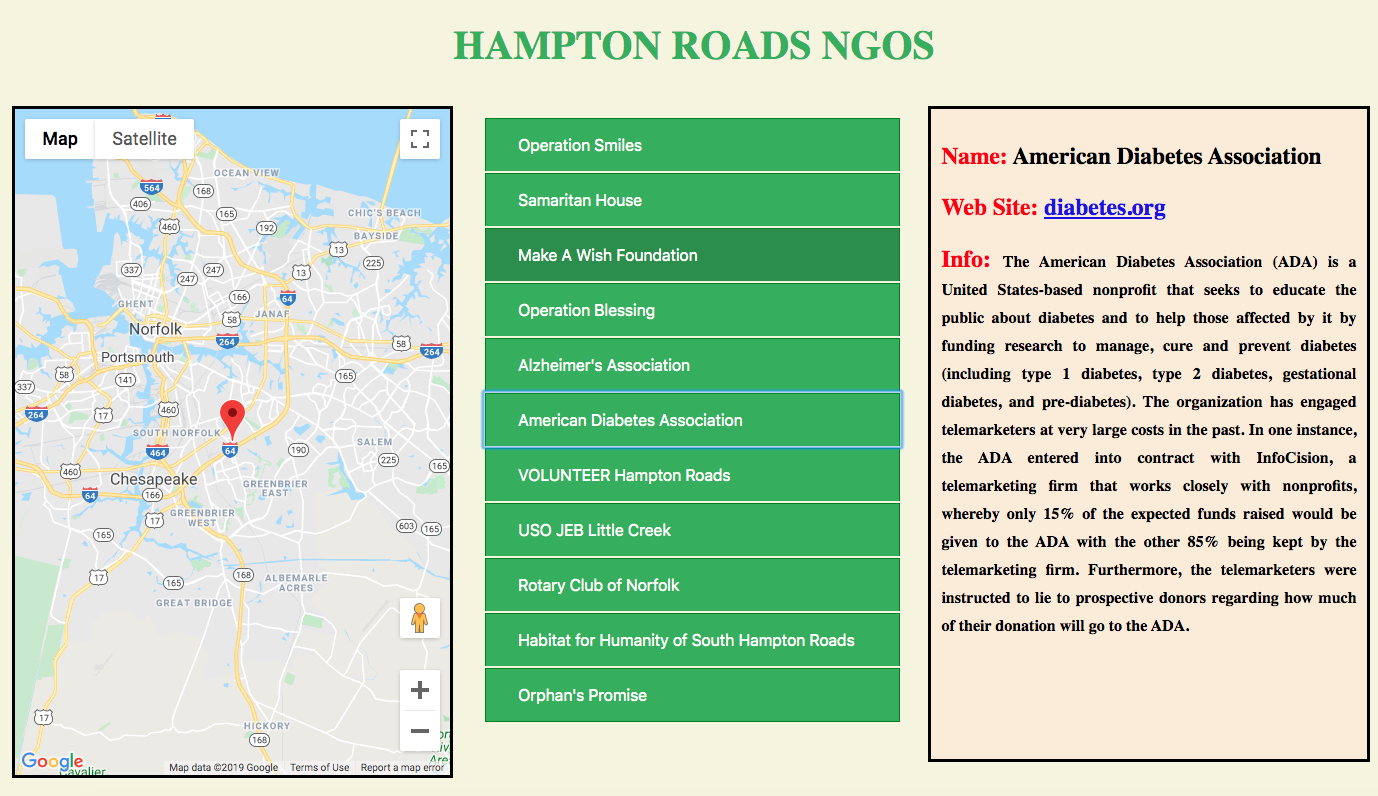 HAMPTON ROADS NGOS
Map
Satellite
OCEAN VIEW
564
168
406
165
CHIC'S BEACH
460
192
BAYSIDE
13
225
337
247
247
13
166
64
GHENT
58
JANAF
Norfolk
264
58
264
Portsmouth
58
141
165
337
460
264
17
SOUTH NORFOLK
SALEM
464
64
190
225
165
460
Chesapeake
64
166
GREENBRIER
EAST
17
GREENBRIER
WEST
603
165
165
17
165
168
ALBEMARLE
ACRES
GREAT BRIDGE
17
HICKORY
168
Google
Cavalier
Map data ©2019 Google
Terms of Use
Report a map error
Operation Smiles
Samaritan House
Make A Wish Foundation
Operation Blessing
Alzheimer's Association
American Diabetes Association
VOLUNTEER Hampton Roads
USO JEB Little Creek
Rotary Club of Norfolk
Habitat for Humanity of South Hampton Roads
Orphan's Promise
Name: American Diabetes Association
Web Site: diabetes.org
Info: The American Diabetes Association (ADA) is a
United States-based nonprofit that seeks to educate the
public about diabetes and to help those affected by it by
funding research to manage, cure and prevent diabetes
(including type 1 diabetes, type 2 diabetes, gestational
diabetes, and pre-diabetes). The organization has engaged
telemarketers at very large costs in the past. In one instance,
the ADA entered into contract with InfoCision, a
telemarketing firm that works closely with nonprofits,
whereby only 15% of the expected funds raised would be
given to the ADA with the other 85% being kept by the
telemarketing firm. Furthermore, the telemarketers were
instructed to lie to prospective donors regarding how much
of their donation will go to the ADA.